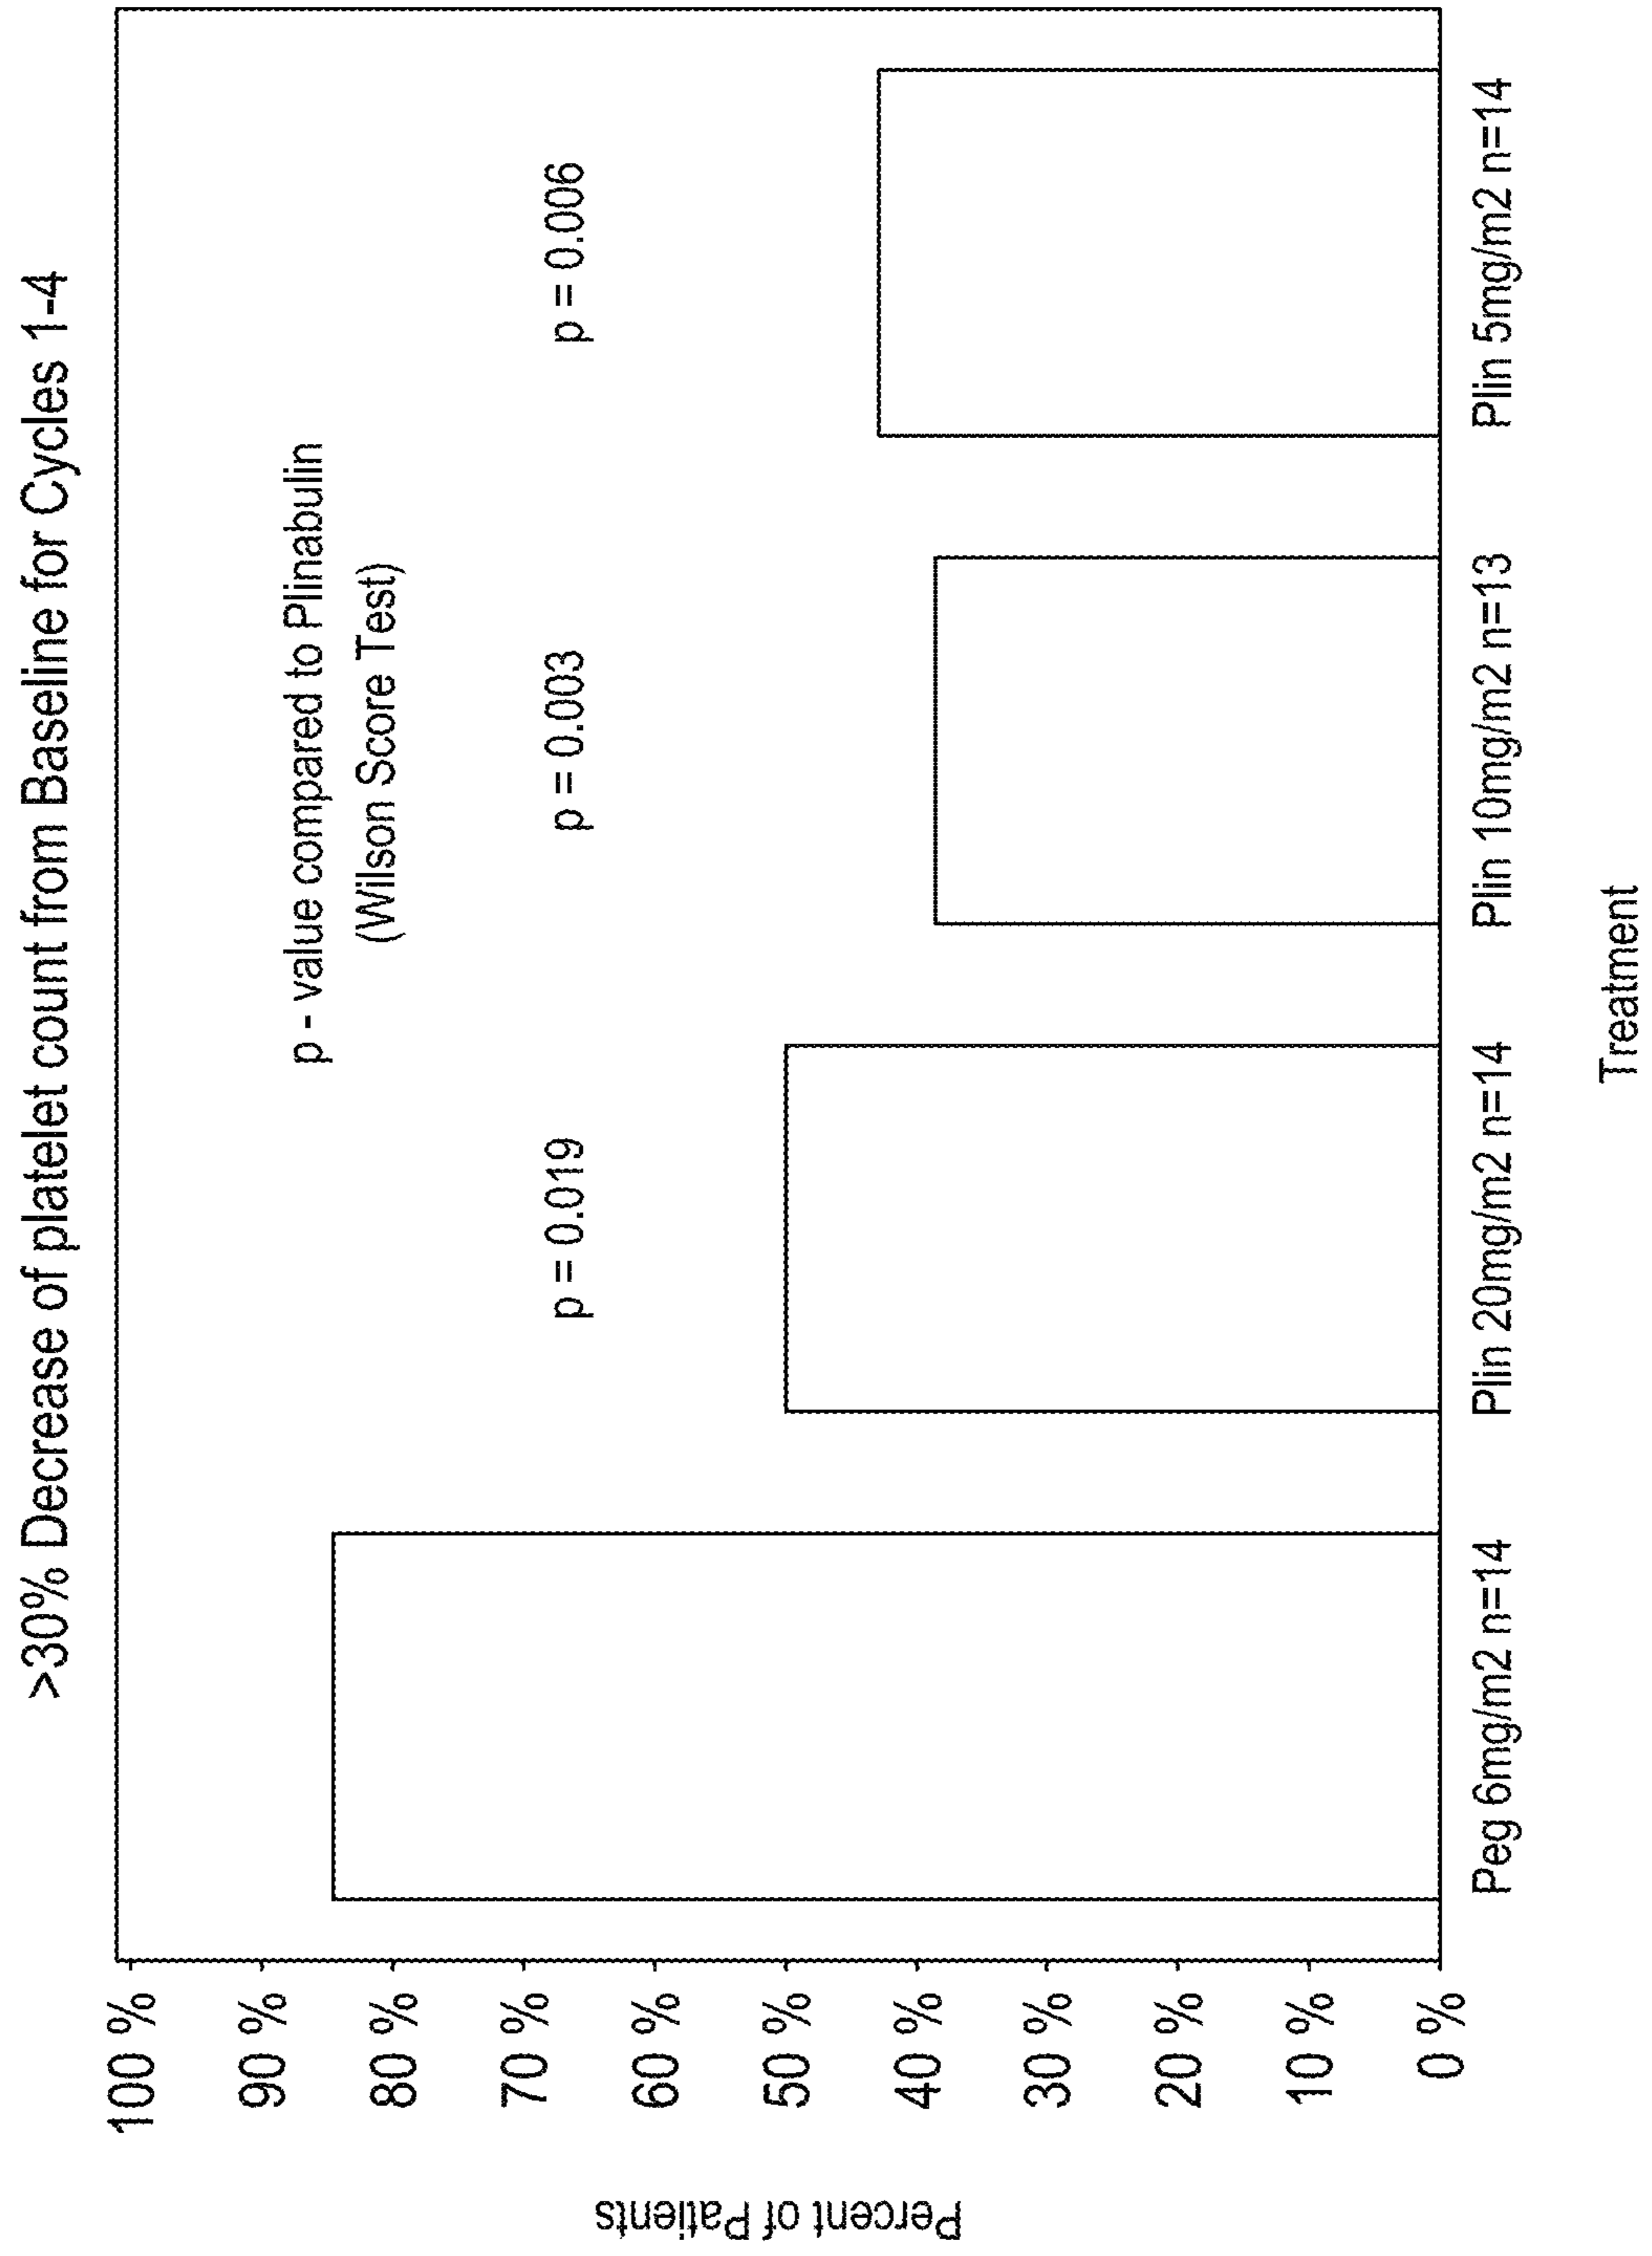 >30% Decrease of platelet count from Baseline for Cycles 1-4
p - value compared to Plinabulin
(Wilson Score Test)
p = 0.019
p = 0.003
p = 0.006
Percent of Patients
100 %
90 %
80 %
70 %
60 %
50 %
40 %
30 %
20 %
10 %
0 %
Peg 6mg/m2 n=14
Plin 20mg/m2 n=14
Plin 10mg/m2 n=13
Plin 5mg/m2 n=14
Treatment